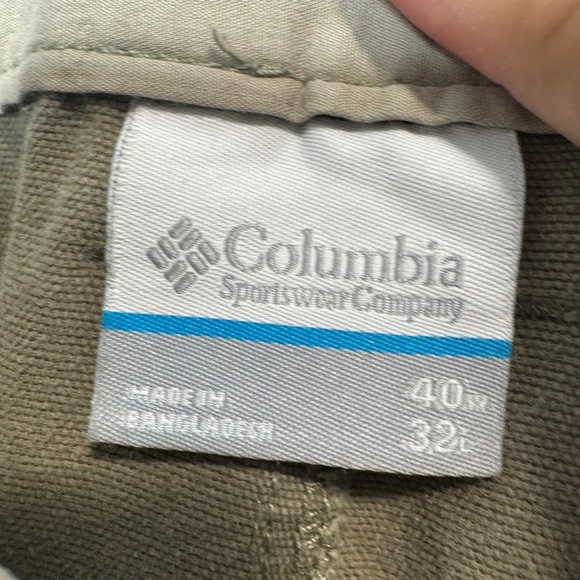 Columbia
Sportswear Company
MADE IN
BANGLADESH
40W
32L